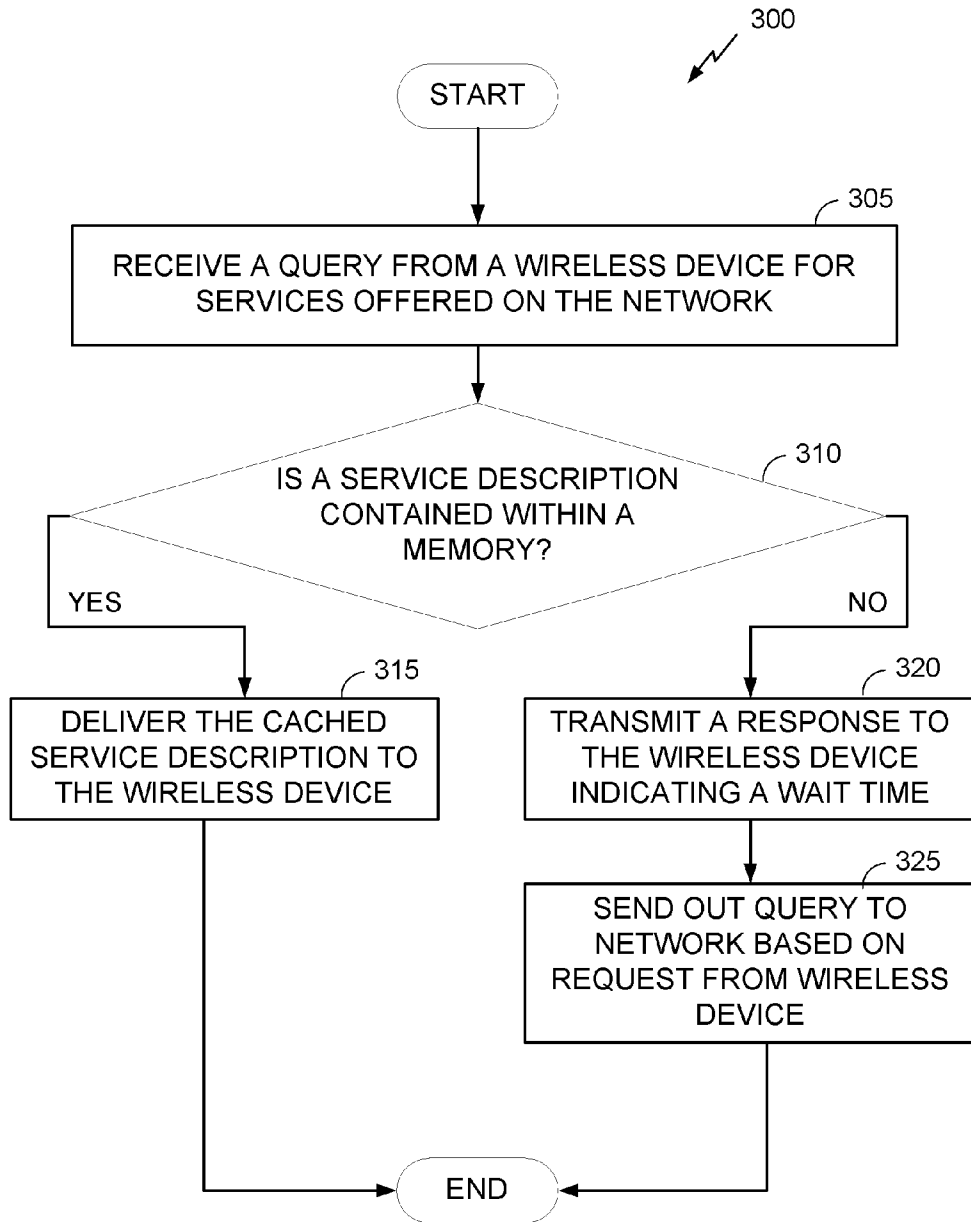 300
START
305
RECEIVE A QUERY FROM A WIRELESS DEVICE FOR
SERVICES OFFERED ON THE NETWORK
310
IS A SERVICE DESCRIPTION
CONTAINED WITHIN A
MEMORY?
YES
NO
315
DELIVER THE CACHED
SERVICE DESCRIPTION TO
THE WIRELESS DEVICE
320
TRANSMIT A RESPONSE TO
THE WIRELESS DEVICE
INDICATING A WAIT TIME
325
SEND OUT QUERY TO
NETWORK BASED ON
REQUEST FROM WIRELESS
DEVICE
END